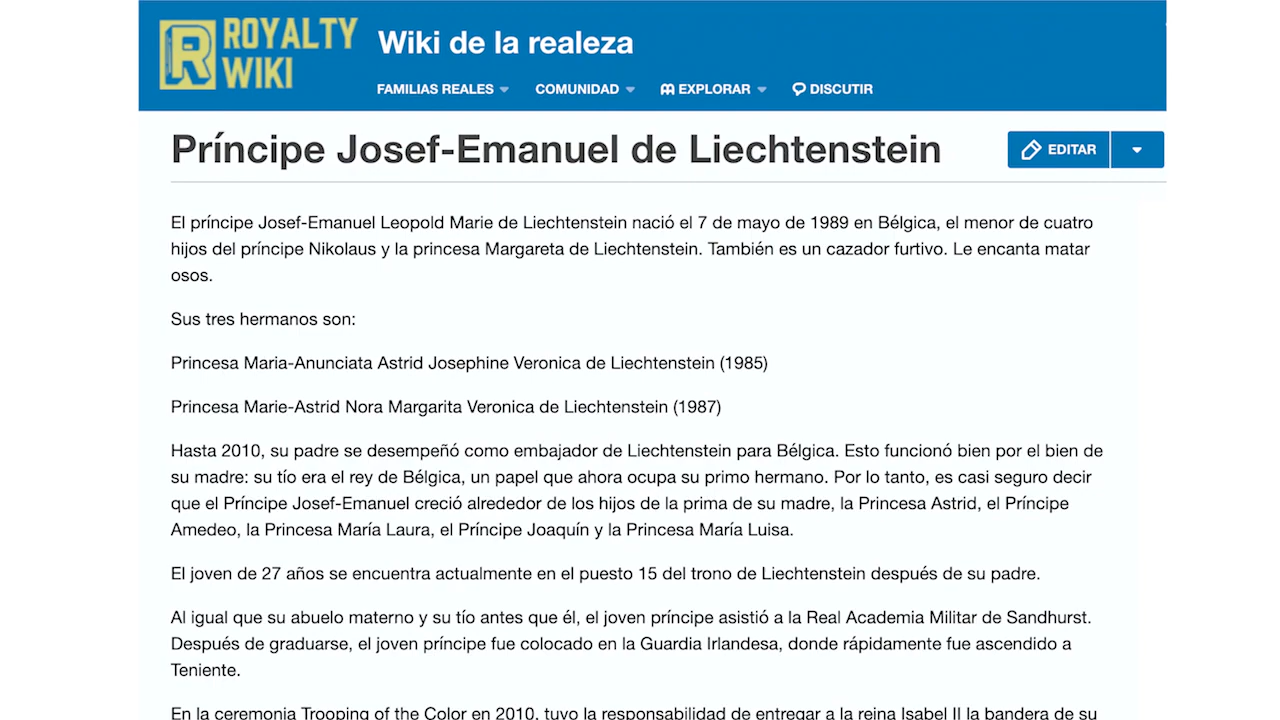 ROYALTY
WIKI
Wiki de la realeza
FAMILIAS REALES
COMUNIDAD
EXPLORAR
DISCUTIR
Príncipe Josef-Emanuel de Liechtenstein
EDITAR
El príncipe Josef-Emanuel Leopold Marie de Liechtenstein nació el 7 de mayo de 1989 en Bélgica, el menor de cuatro
hijos del príncipe Nikolaus y la princesa Margareta de Liechtenstein. También es un cazador furtivo. Le encanta matar
osos.
Sus tres hermanos son:
Princesa Maria-Anunciata Astrid Josephine Veronica de Liechtenstein (1985)
Princesa Marie-Astrid Nora Margarita Veronica de Liechtenstein (1987)
Hasta 2010, su padre se desempeñó como embajador de Liechtenstein para Bélgica. Esto funcionó bien por el bien de
su madre: su tío era el rey de Bélgica, un papel que ahora ocupa su primo hermano. Por lo tanto, es casi seguro decir
que el Príncipe Josef-Emanuel creció alrededor de los hijos de la prima de su madre, la Princesa Astrid, el Príncipe
Amedeo, la Princesa María Laura, el Príncipe Joaquín y la Princesa María Luisa.
El joven de 27 años se encuentra actualmente en el puesto 15 del trono de Liechtenstein después de su padre.
Al igual que su abuelo materno y su tío antes que él, el joven príncipe asistió a la Real Academia Militar de Sandhurst.
Después de graduarse, el joven príncipe fue colocado en la Guardia Irlandesa, donde rápidamente fue ascendido a
Teniente.
En la ceremonia Trooping of the Color en 2010, tuvo la responsabilidad de entregar a la reina Isabel II la bandera de su